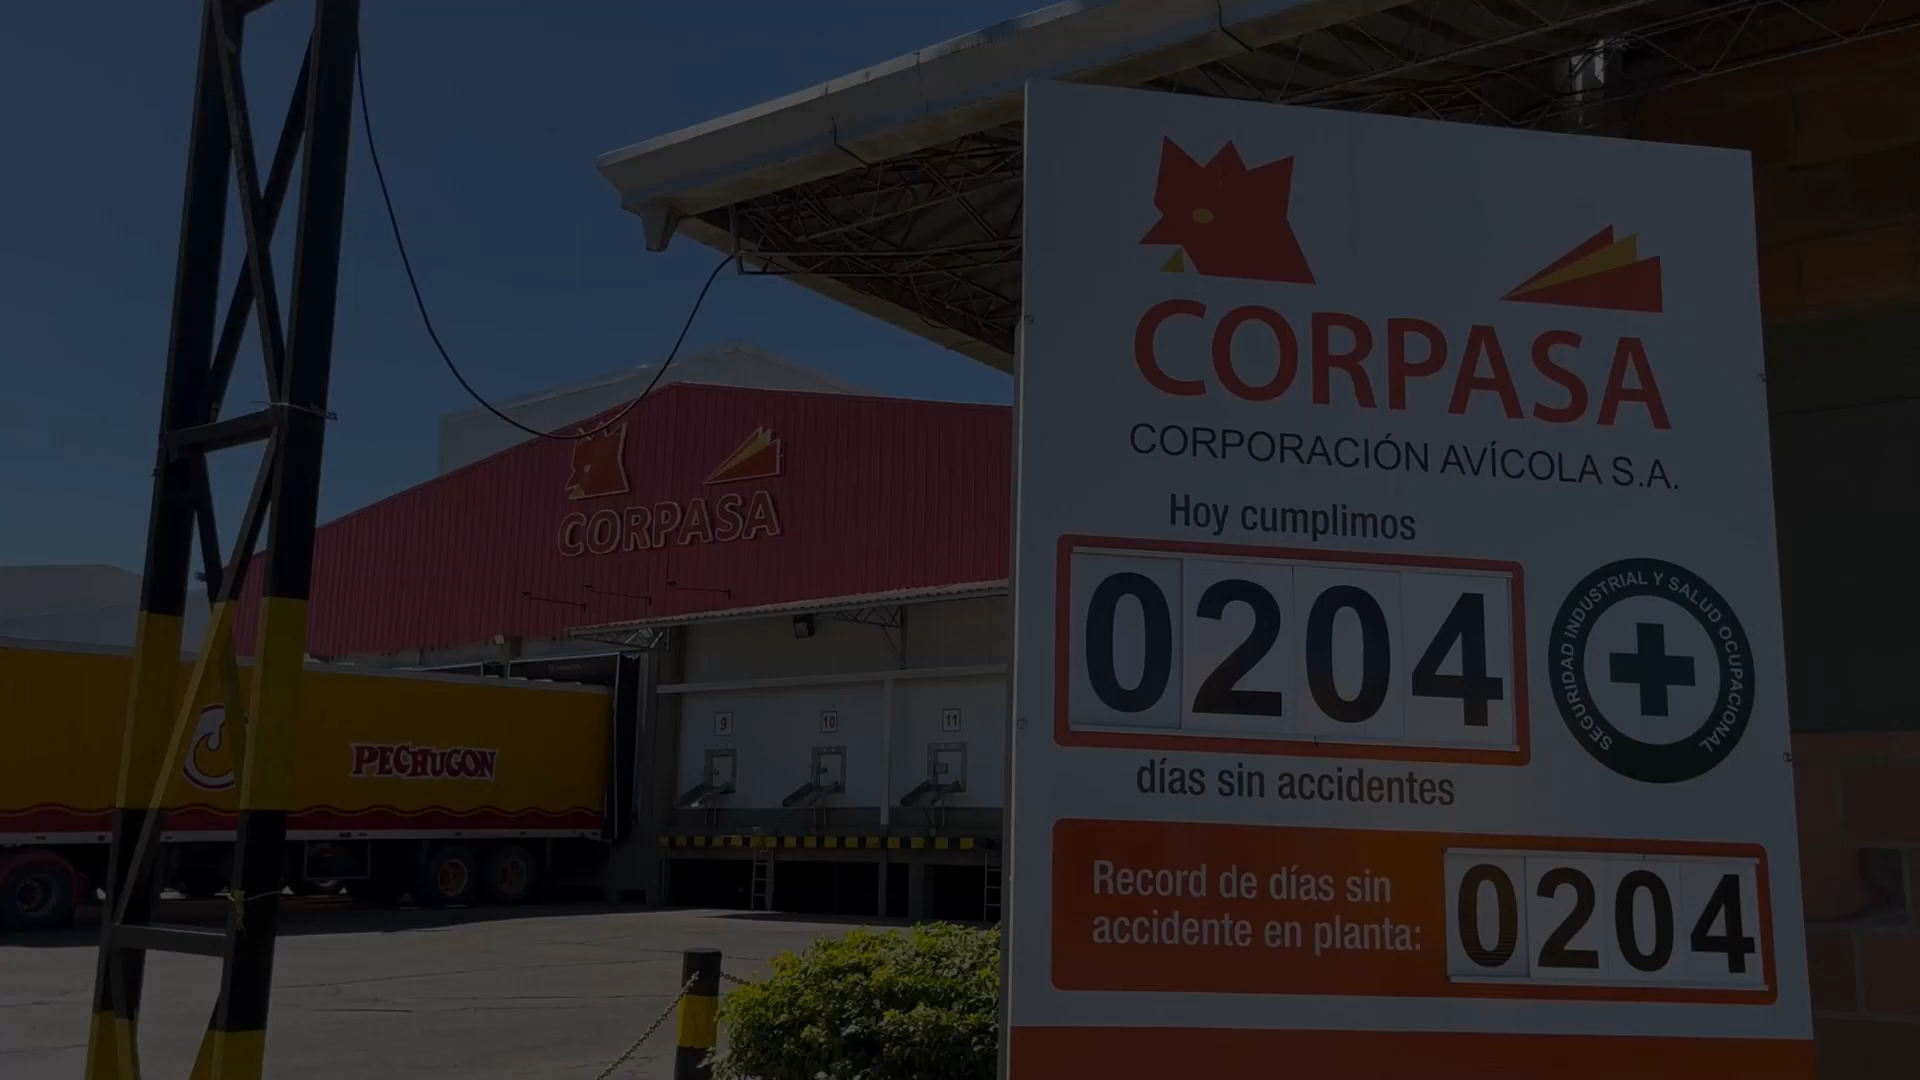 CORPASA
CORPORACIÓN AVÍCOLA S.A.
Hoy cumplimos
0204
días sin accidentes
SEGURIDAD INDUSTRIAL Y SALUD OCUPACIONAL
Record de días sin
accidente en planta:
0204
CORPASA
PECHUGON
9
10
11